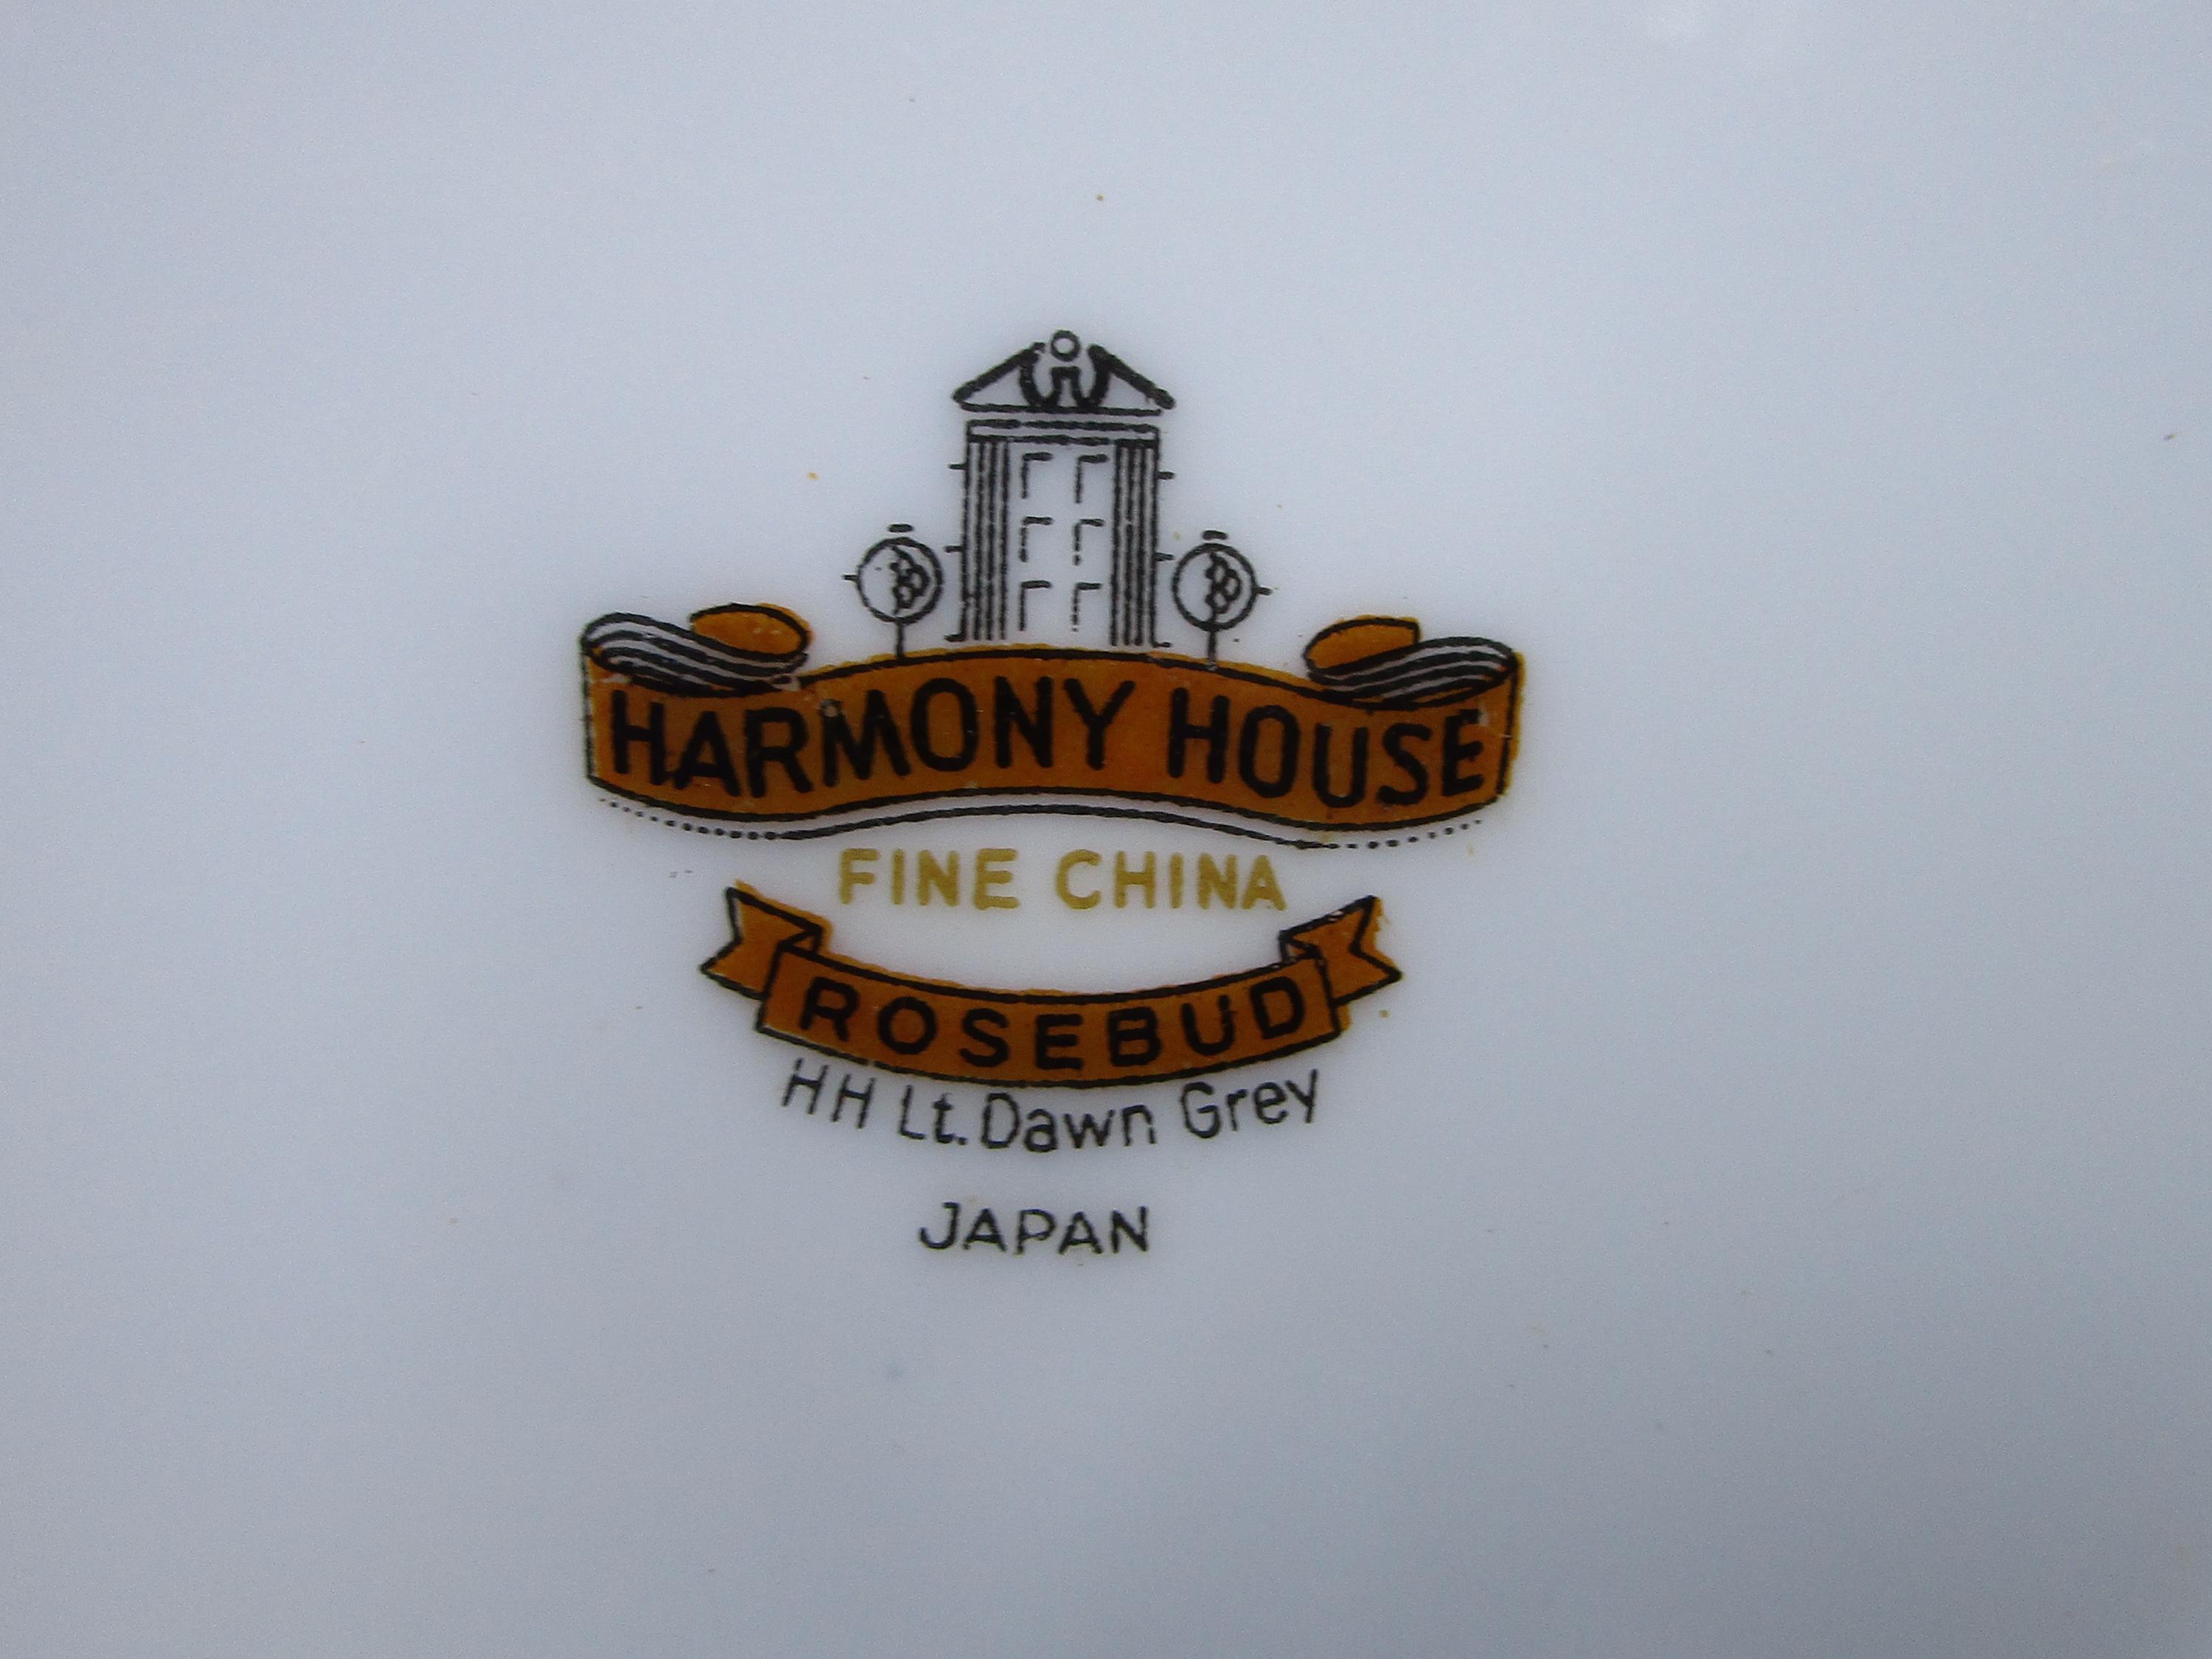 HARMONY HOUSE
FINE CHINA
ROSEBUD
HH Lt. Dawn Grey
JAPAN